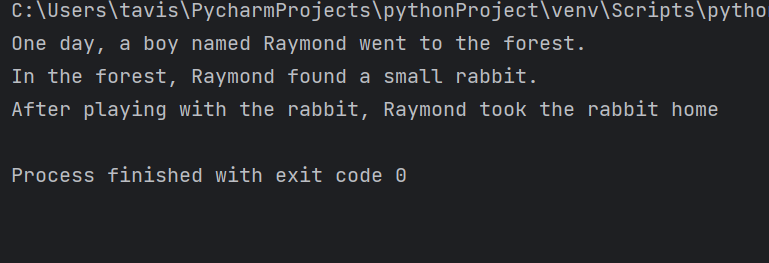 C:\Users\tavis\PycharmProjects\pythonProject\venv\Scripts\pytho
One day, a boy named Raymond went to the forest.
In the forest, Raymond found a small rabbit.
After playing with the rabbit, Raymond took the rabbit home
Process finished with exit code 0